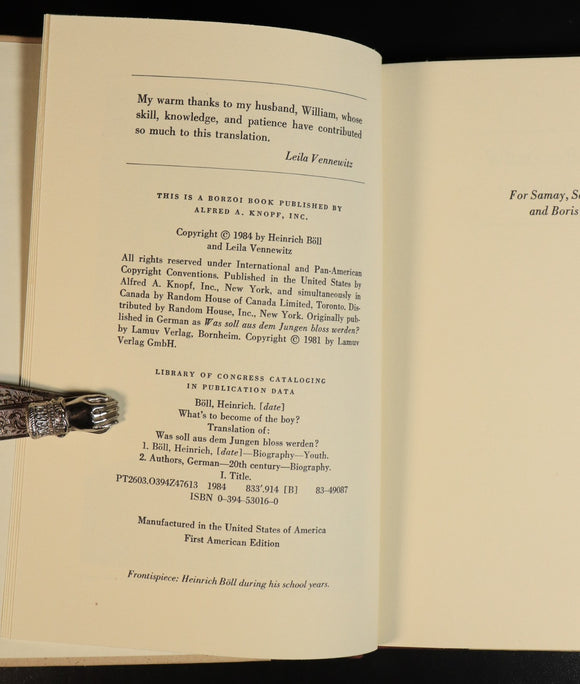 My warm thanks to my husband, William, whose
skill, knowledge, and patience have contributed
so much to this translation.
Leila Vennewitz
THIS IS A BORZOI BOOK PUBLISHED BY
ALFRED A. KNOPF, INC.
Copyright © 1984 by Heinrich Böll
and Leila Vennewitz
All rights reserved under International and Pan-American
Copyright Conventions. Published in the United States by
Alfred A. Knopf, Inc., New York, and simultaneously in
Canada by Random House of Canada Limited, Toronto. Dis-
tributed by Random House, Inc., New York. Originally pub-
lished in German as Was soll aus dem Jungen bloss werden?
by Lamuv Verlag, Bornheim. Copyright © 1981 by Lamuv
Verlag GmbH.
LIBRARY OF CONGRESS CATALOGING
IN PUBLICATION DATA
Böll, Heinrich. [date]
What's to become of the boy?
Translation of:
Was soll aus dem Jungen bloss werden?
1. Böll, Heinrich, [date]—Biography—Youth.
2. Authors, German—20th century—Biography.
I. Title.
PT2603.O394Z47613 1984 833'.914 [B] 83-49087
ISBN 0-394-53016-0
Manufactured in the United States of America
First American Edition
Frontispiece: Heinrich Böll during his school years.
For Samay,
and Boris